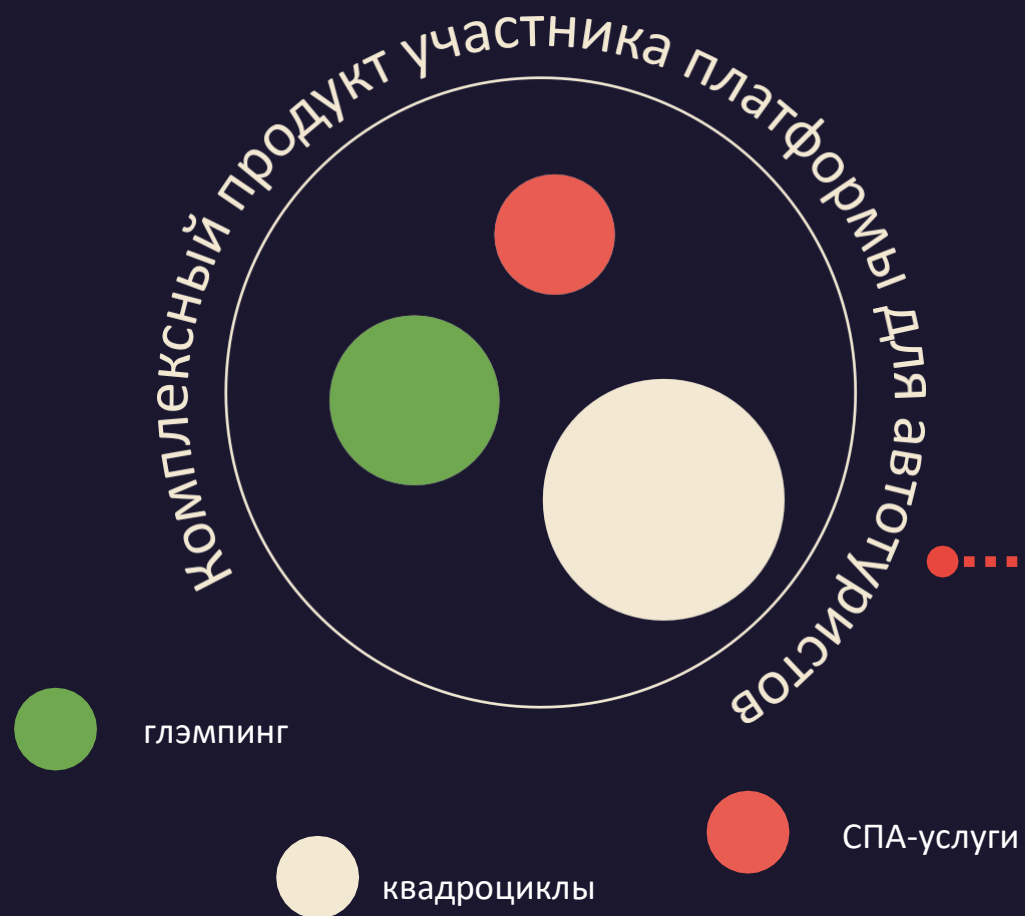 Комплексный продукт участника платформы для автотуристов
глэмпинг
СПА-услуги
квадроциклы